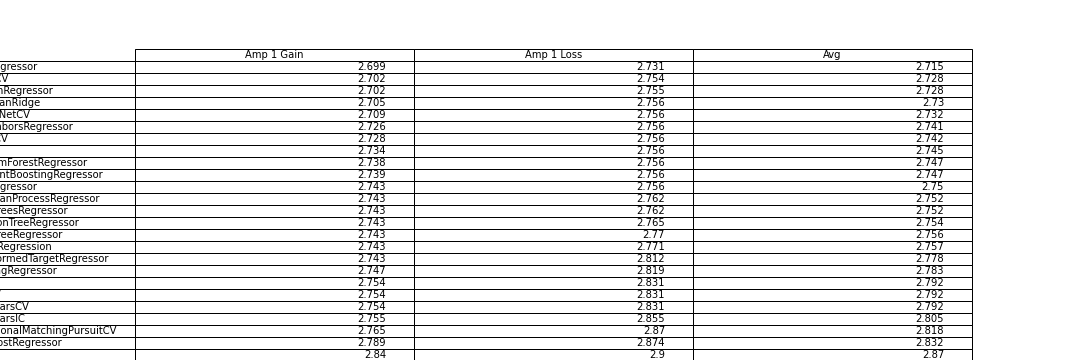 Amp 1 Gain Amp 1 Loss Avg
gressor 2.699 2.731 2.715
CV 2.702 2.754 2.728
nRegressor 2.702 2.755 2.728
anRidge 2.705 2.756 2.73
NetCV 2.709 2.756 2.732
nborsRegressor 2.726 2.756 2.741
CV 2.728 2.756 2.742
2.734 2.756 2.745
mForestRegressor 2.738 2.756 2.747
ntBoostingRegressor 2.739 2.756 2.747
gressor 2.743 2.756 2.75
anProcessRegressor 2.743 2.762 2.752
reesRegressor 2.743 2.762 2.752
onTreeRegressor 2.743 2.765 2.754
reeRegressor 2.743 2.77 2.756
Regression 2.743 2.771 2.757
ormedTargetRegressor 2.743 2.812 2.778
ngRegressor 2.747 2.819 2.783
2.754 2.831 2.792
2.754 2.831 2.792
arsCV 2.754 2.831 2.792
arsIC 2.755 2.855 2.805
onalMatchingPursuitCV 2.765 2.87 2.818
ostRegressor 2.789 2.874 2.832
2.84 2.9 2.87